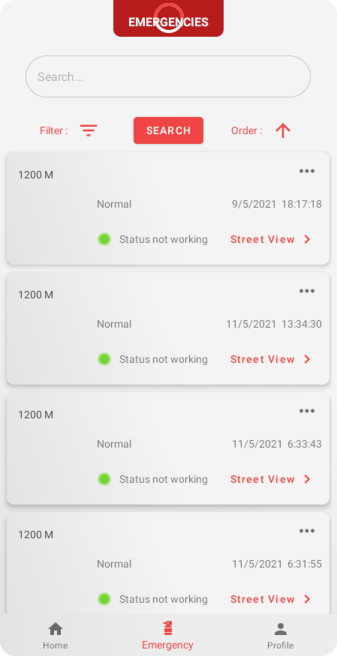 EMERGENCIES
Search...
Filter : SEARCH Order :
1200 M
Normal 9/5/2021 18:17:18
Status not working Street View
1200 M
Normal 11/5/2021 13:34:30
Status not working Street View
1200 M
Normal 11/5/2021 6:33:43
Status not working Street View
1200 M
Normal 11/5/2021 6:31:55
Status not working Street View
Home Emergency Profile